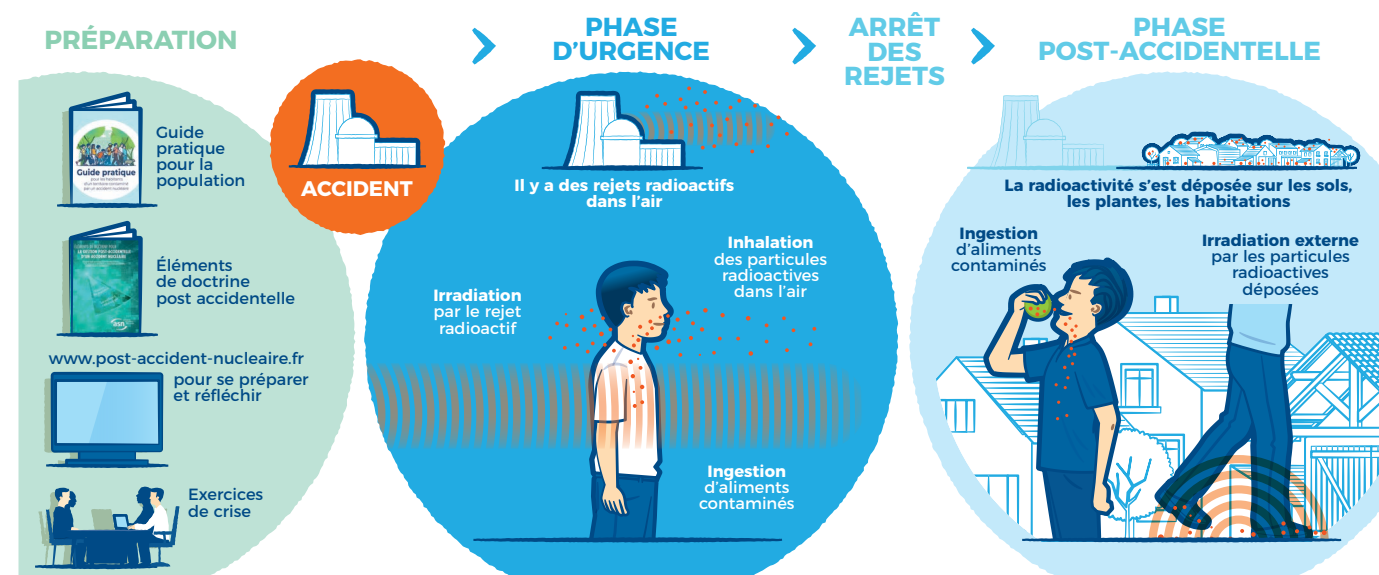 PRÉPARATION
Guide
pratique
pour la
population
Guide pratique
Éléments
de doctrine
post accidentelle
asn
www.post-accident-nucleaire.fr
pour se préparer
et réfléchir
Exercices
de crise
ACCIDENT
PHASE
D’URGENCE
Il y a des rejets radioactifs
dans l’air
Irradiation
par le rejet
radioactif
Inhalation
des particules
radioactives
dans l’air
Ingestion
d’aliments
contaminés
ARRÊT
DES
REJETS
PHASE
POST-ACCIDENTELLE
La radioactivité s’est déposée sur les sols,
les plantes, les habitations
Ingestion
d’aliments
contaminés
Irradiation externe
par les particules
radioactives
déposées